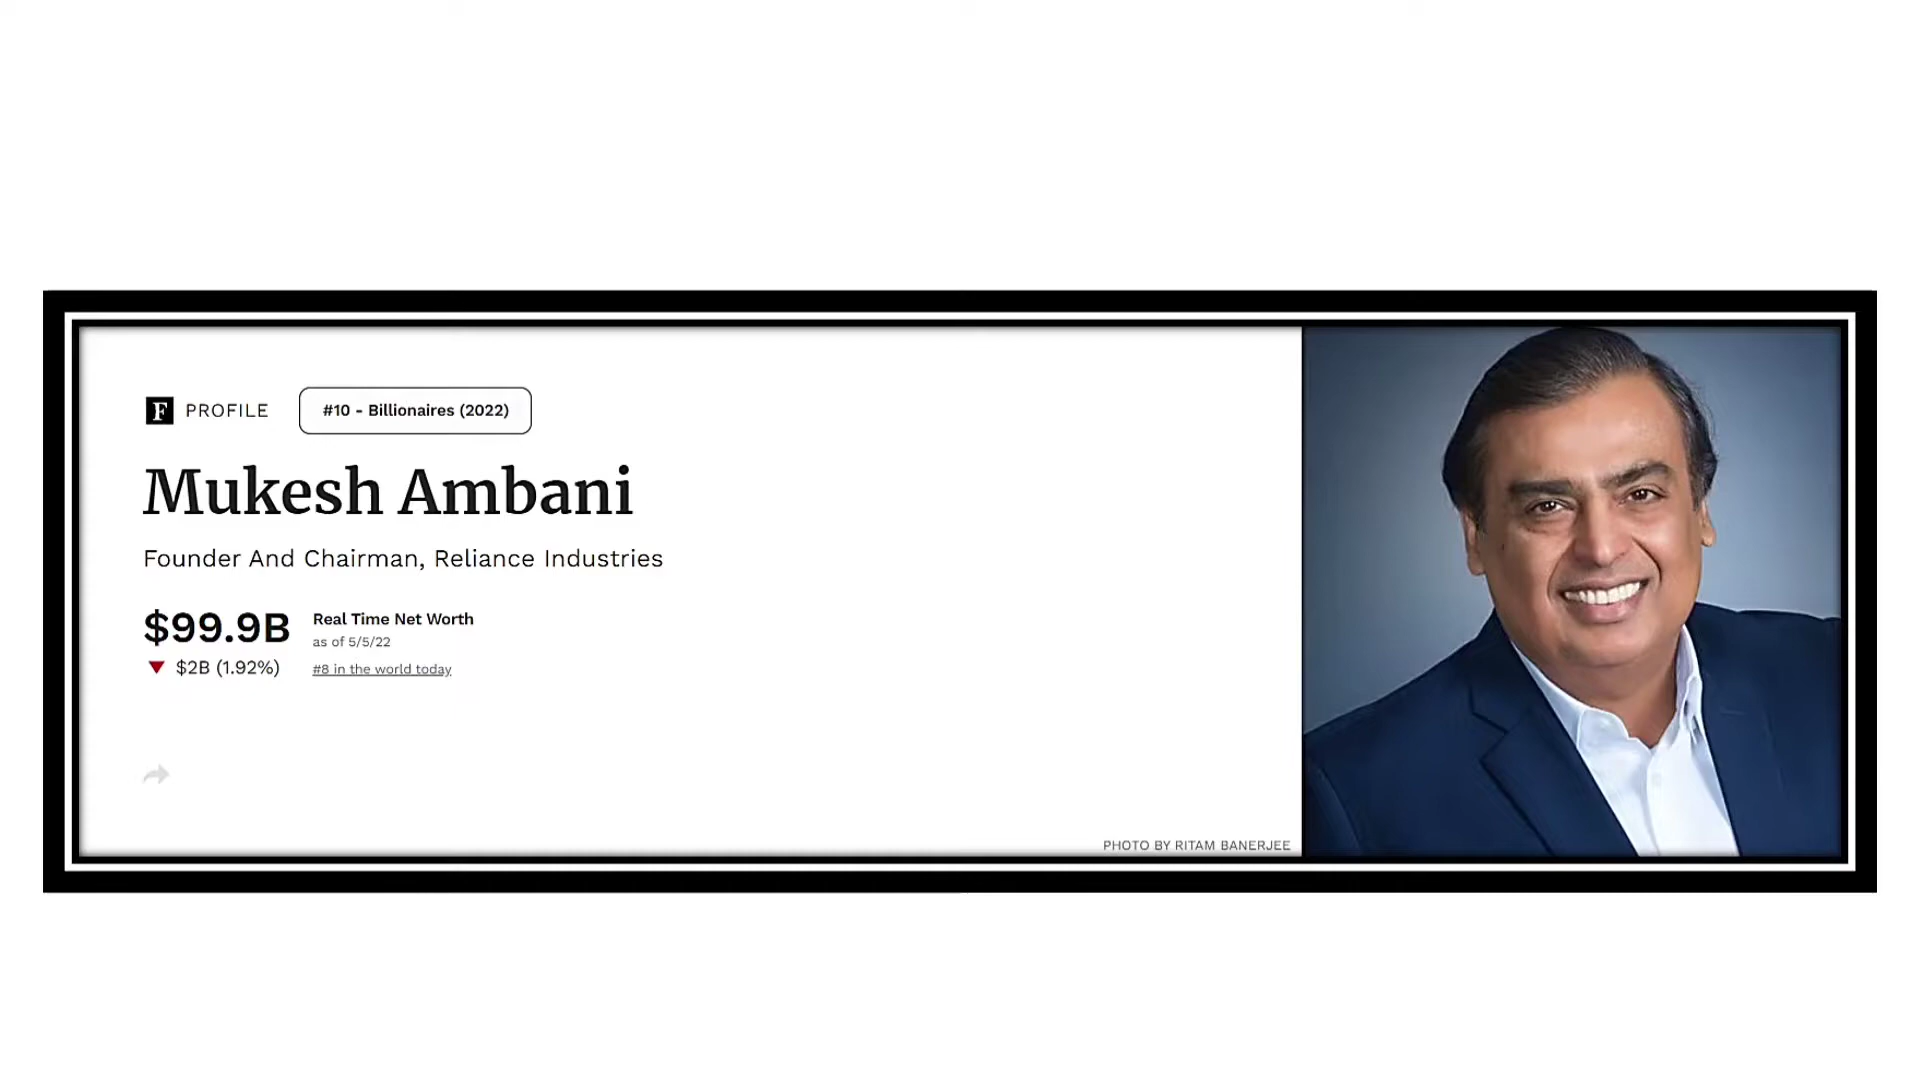 F PROFILE
#10 - Billionaires (2022)
Mukesh Ambani
Founder And Chairman, Reliance Industries
$99.9B
Real Time Net Worth
as of 5/5/22
$2B (1.92%)
#8 in the world today
PHOTO BY RITAM BANERJEE